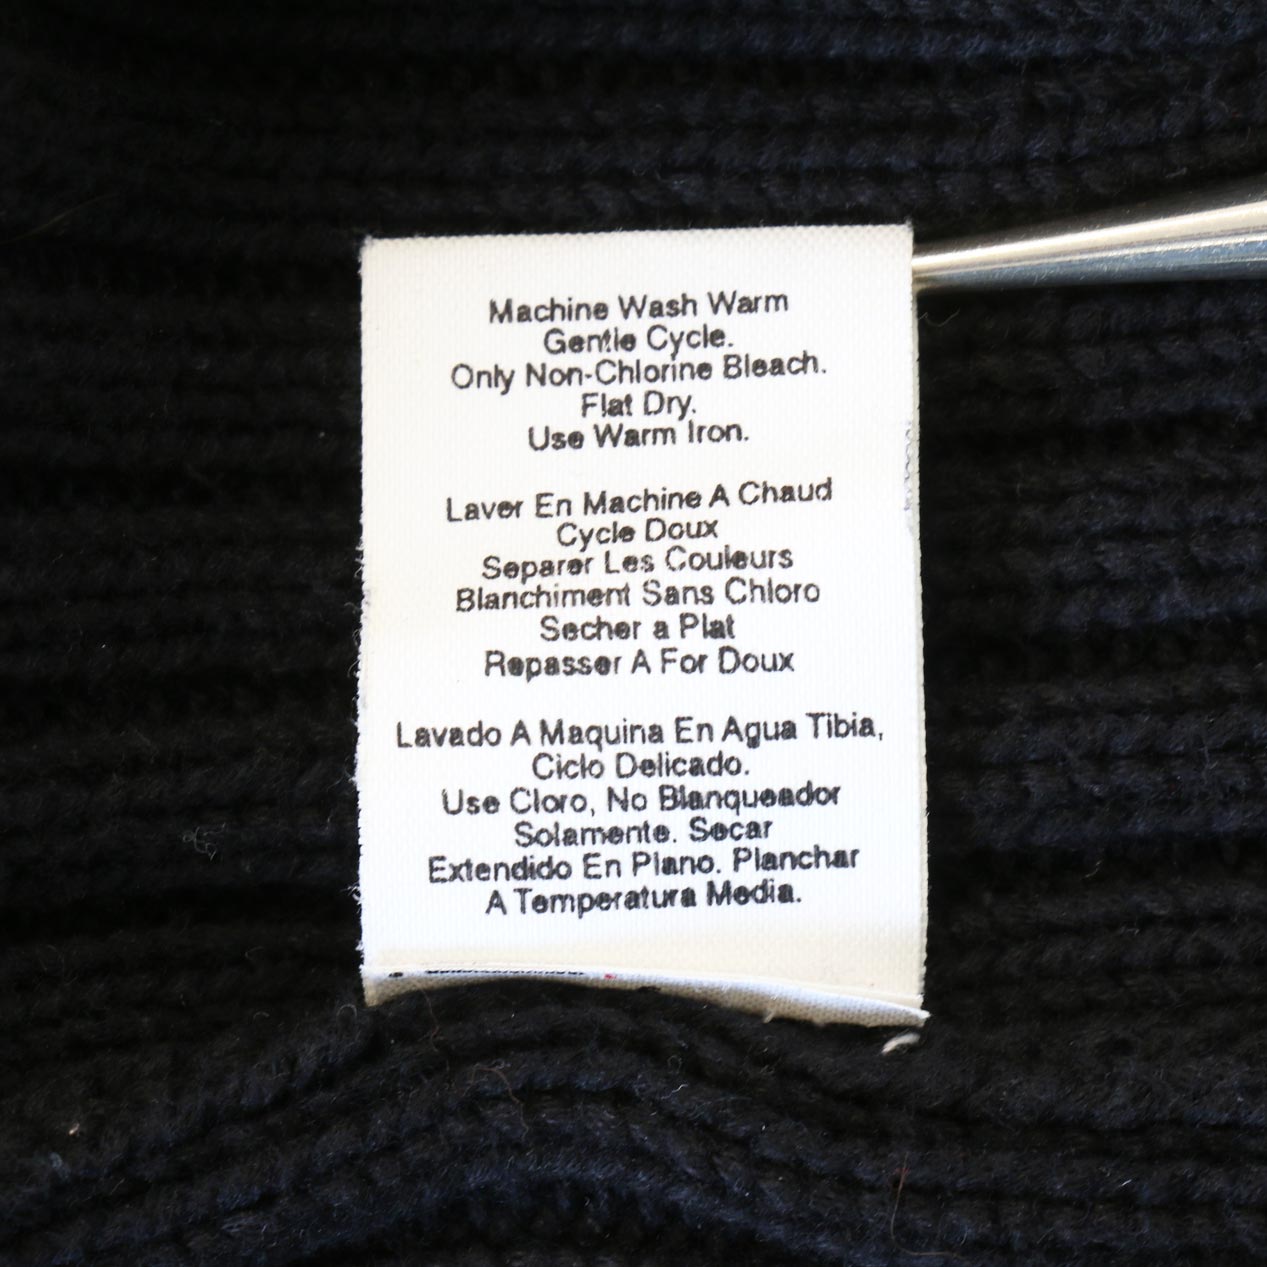 Machine Wash Warm
Gentle Cycle.
Only Non-Chlorine Bleach.
Flat Dry.
Use Warm Iron.
Laver En Machine A Chaud
Cycle Doux
Separer Les Couleurs
Blanchiment Sans Chloro
Secher a Plat
Repasser A For Doux
Lavado A Maquina En Agua Tibia,
Ciclo Delicado.
Use Cloro, No Blanqueador
Solamente. Secar
Extendido En Plano. Planchar
A Temperatura Media.